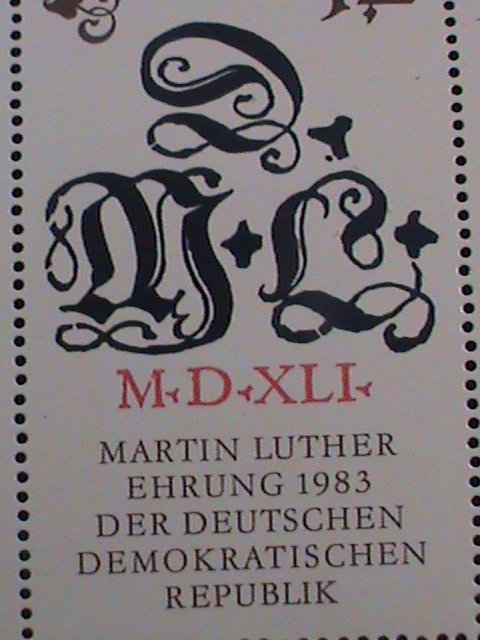 D.
M. L.
M·D·XLI·
MARTIN LUTHER
EHRUNG 1983
DER DEUTSCHEN
DEMOKRATISCHEN
REPUBLIK